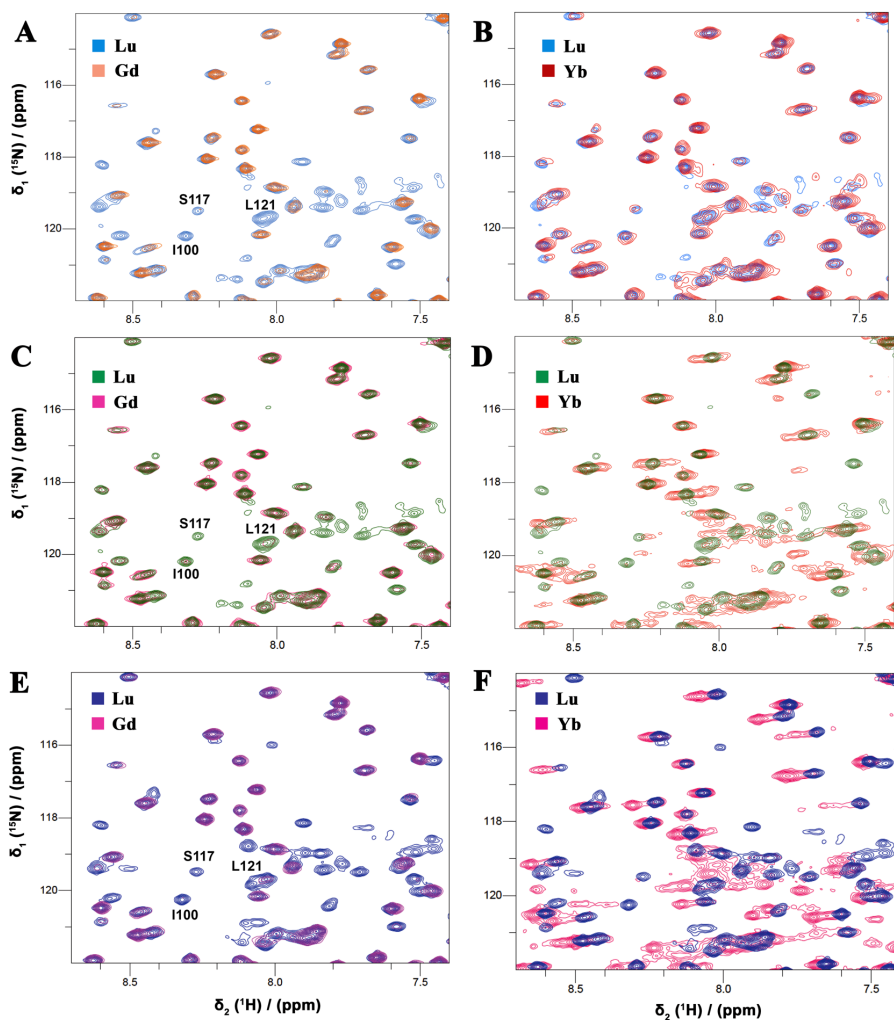 A
Lu
Gd
S117
L121
I100
116
118
120
8.5
8.0
7.5
δ1 (15N) / (ppm)
B
Lu
Yb
116
118
120
8.5
8.0
7.5
C
Lu
Gd
S117
L121
I100
116
118
120
8.5
8.0
7.5
δ1 (15N) / (ppm)
D
Lu
Yb
116
118
120
8.5
8.0
7.5
E
Lu
Gd
S117
L121
I100
116
118
120
8.5
8.0
7.5
δ1 (15N) / (ppm)
δ2 (1H) / (ppm)
F
Lu
Yb
116
118
120
8.5
8.0
7.5
δ2 (1H) / (ppm)